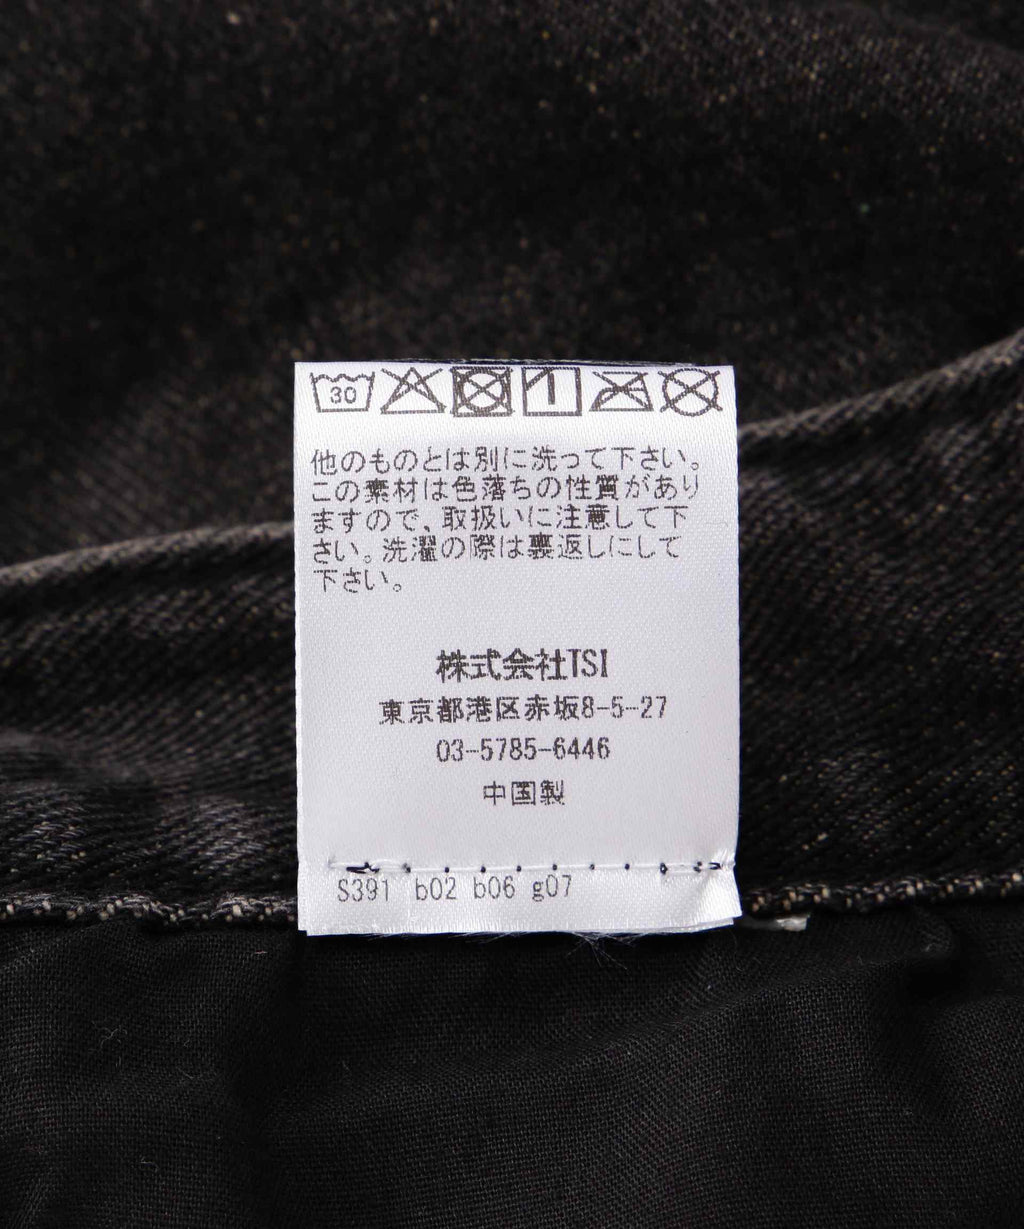 30
他のものとは別に洗って下さい。
この素材は色落ちの性質があり
ますので、取扱いに注意して下
さい。洗濯の際は裏返しにして
下さい。
株式会社TSI
東京都港区赤坂8-5-27
03-5785-6446
中国製
S391 b02 b06 g07